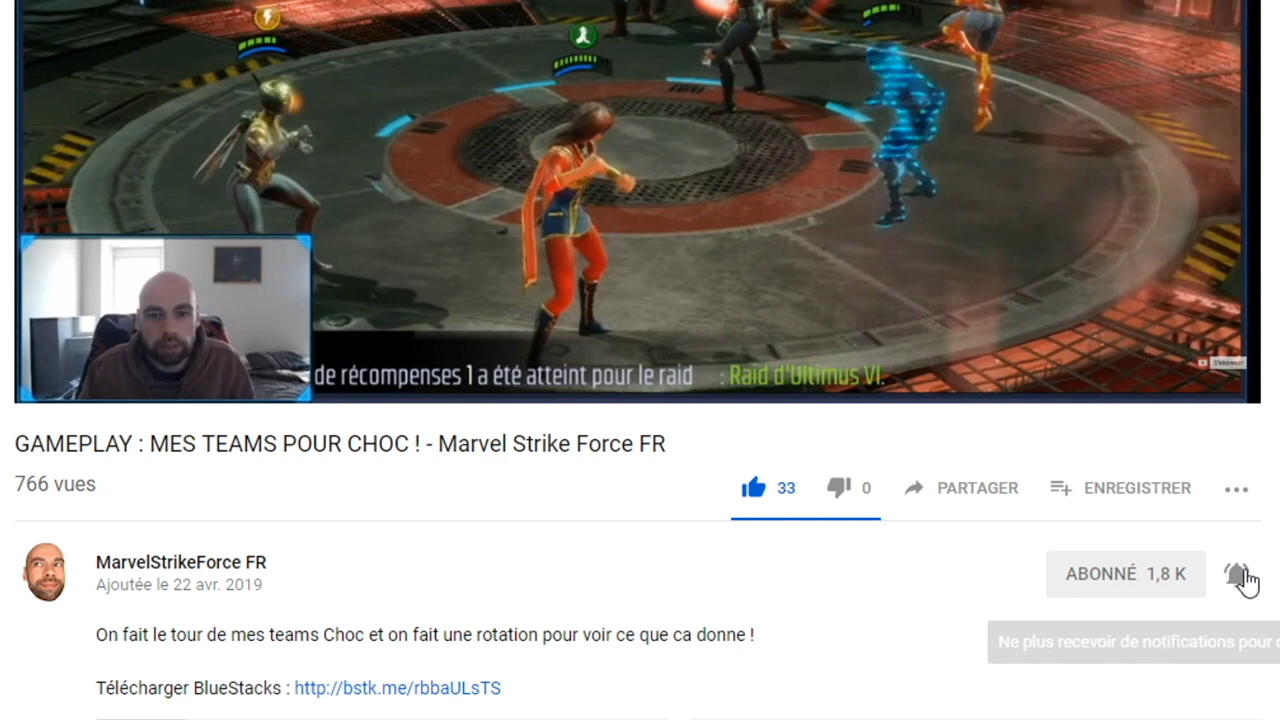 de récompenses 1 a été atteint pour le raid : Raid d'Ultimus VI.
S'abonner
GAMEPLAY : MES TEAMS POUR CHOC ! - Marvel Strike Force FR
766 vues
33
0
PARTAGER
ENREGISTRER
MarvelStrikeForce FR
Ajoutée le 22 avr. 2019
ABONNÉ 1,8 K
On fait le tour de mes teams Choc et on fait une rotation pour voir ce que ca donne !
Ne plus recevoir de notifications pour
Télécharger BlueStacks : http://bstk.me/rbbaULsTS